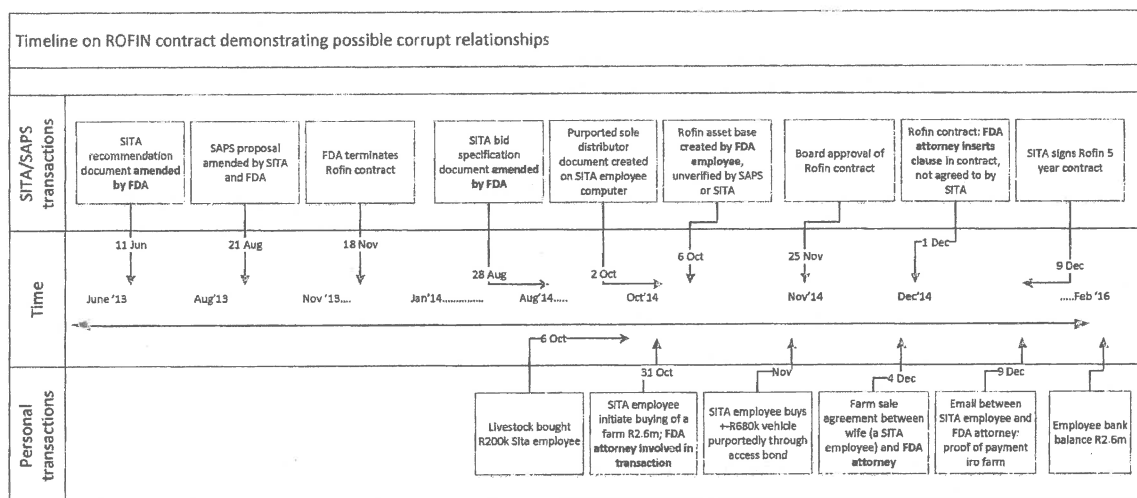 Timeline on ROFIN contract demonstrating possible corrupt relationships
SITA/SAPS
transactions
SITA
recommendation
document amended
by FDA
SAPS proposal
amended by SITA
and FDA
FDA terminates
Rofin contract
SITA bid
specification
document amended
by FDA
Purported sole
distributor
document created
on SITA employee
computer
Rofin asset base
created by FDA
employee,
unverified by SAPS
or SITA
Board approval of
Rofin contract
Rofin contract: FDA
attorney inserts
clause in contract,
not agreed to by
SITA
SITA signs Rofin 5
year contract
Time
11 Jun
21 Aug
18 Nov
28 Aug
2 Oct
6 Oct
25 Nov
1 Dec
9 Dec
June '13
Aug'13
Nov '13....
Jan'14...............
Aug'14.....
Oct'14
Nov'14
Dec'14
.....Feb '16
6 Oct
31 Oct
Nov
4 Dec
9 Dec
Personal
transactions
Livestock bought
R200k Sita employee
SITA employee
initiate buying of a
farm R2.6m; FDA
attorney involved in
transaction
SITA employee buys
+-R680k vehicle
purportedly through
access bond
Farm sale
agreement between
wife (a SITA
employee) and FDA
attorney
Email between
SITA employee and
FDA attorney:
proof of payment
iro farm
Employee bank
balance R2.6m